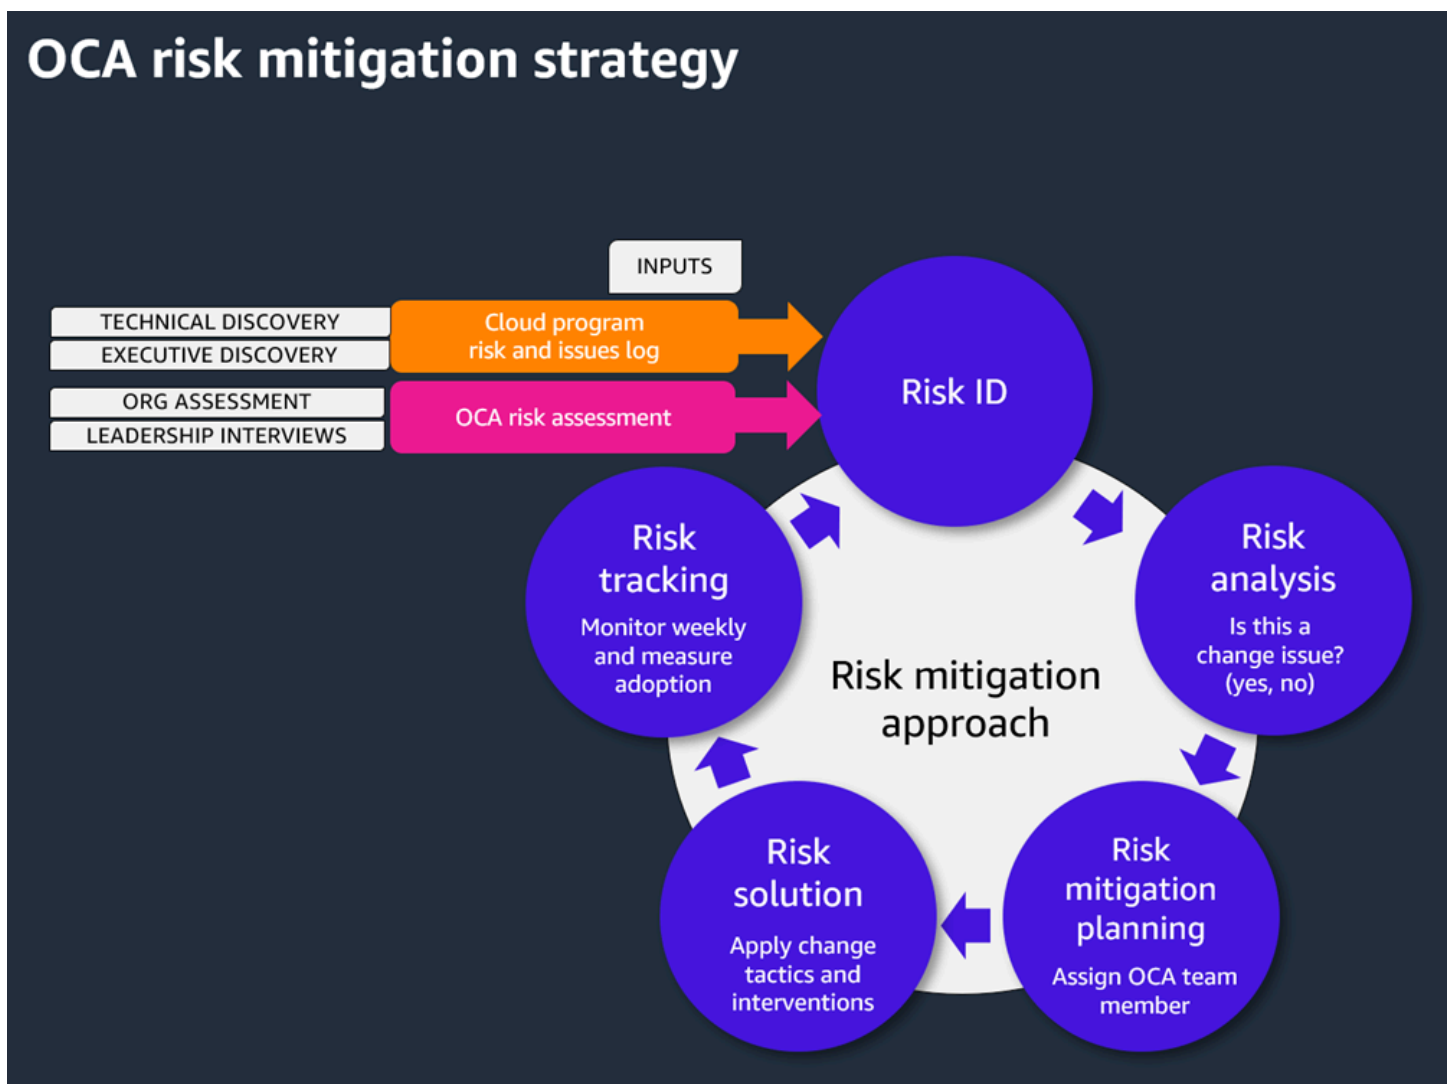 OCA risk mitigation strategy
INPUTS
TECHNICAL DISCOVERY
EXECUTIVE DISCOVERY
Cloud program
risk and issues log
ORG ASSESSMENT
LEADERSHIP INTERVIEWS
OCA risk assessment
Risk ID
Risk
analysis
Is this a
change issue?
(yes, no)
Risk
mitigation
planning
Assign OCA team
member
Risk
solution
Apply change
tactics and
interventions
Risk
tracking
Monitor weekly
and measure
adoption
Risk mitigation
approach